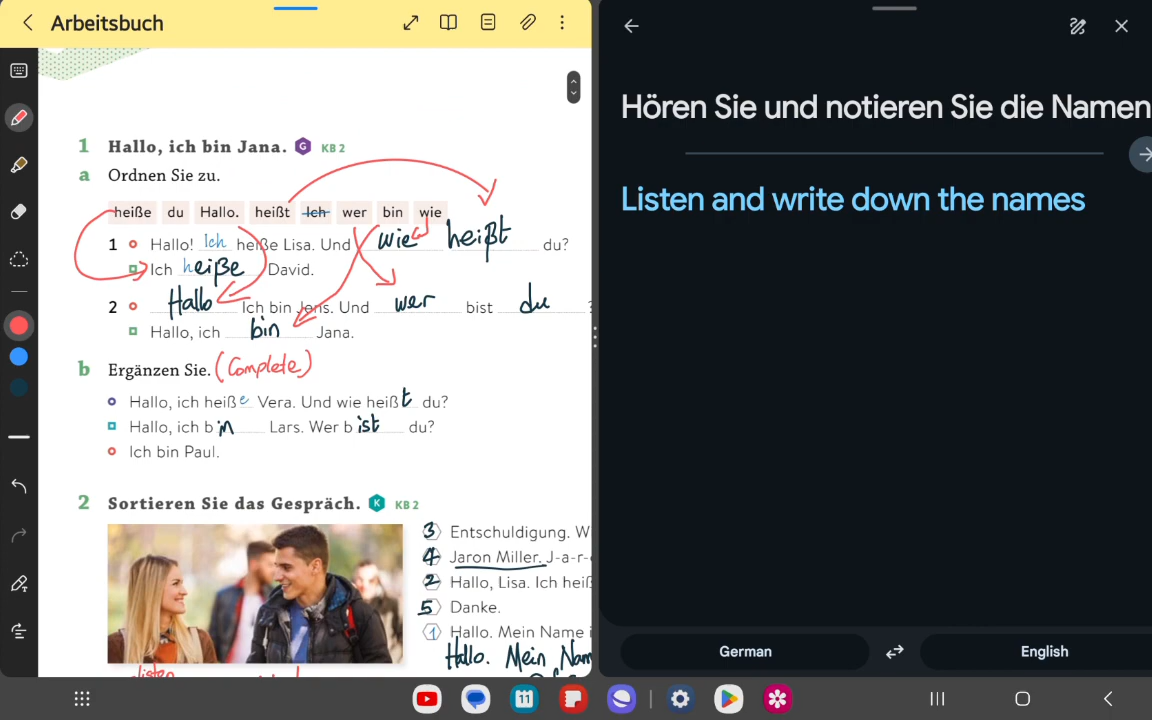 Arbeitsbuch
1 Hallo, ich bin Jana. G KB 2
a Ordnen Sie zu.
heiße du Hallo. heißt Ich wer bin wie
1 Hallo! Ich heiße Lisa. Und wie heißt du?
Ich heiße David.
2 Hallo Ich bin Jens. Und wer bist du ?
Hallo, ich bin Jana.
b Ergänzen Sie. (Complete)
Hallo, ich heiße Vera. Und wie heißt du?
Hallo, ich bin Lars. Wer bist du?
Ich bin Paul.
2 Sortieren Sie das Gespräch. K KB 2
3 Entschuldigung. W
4 Jaron Miller. J-a-r-
2 Hallo, Lisa. Ich heiß
5 Danke.
1 Hallo. Mein Name i
Hallo. Mein Nam
listen
Hören Sie und notieren Sie die Namen
Listen and write down the names
German English
11